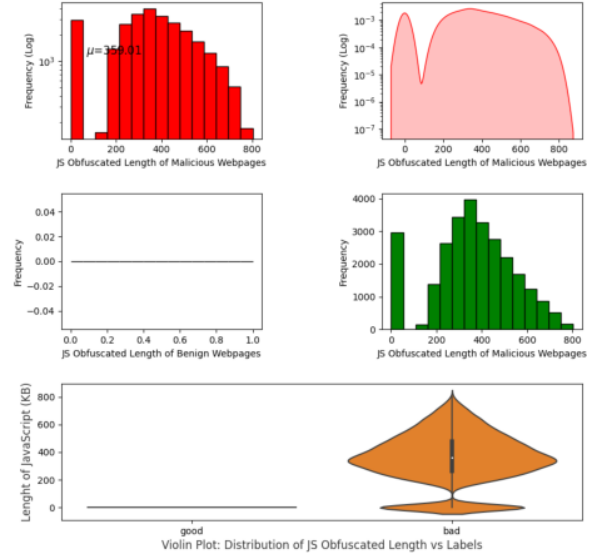 Frequency (Log)
10³
μ=359.01
0 200 400 600 800
JS Obfuscated Length of Malicious Webpages
Frequency (Log)
10⁻³
10⁻⁴
10⁻⁵
10⁻⁶
10⁻⁷
0 200 400 600 800
JS Obfuscated Length of Malicious Webpages
Frequency
0.04
0.02
0.00
−0.02
−0.04
0.0 0.2 0.4 0.6 0.8 1.0
JS Obfuscated Length of Benign Webpages
Frequency
4000
3000
2000
1000
0
0 200 400 600 800
JS Obfuscated Length of Malicious Webpages
Lenght of JavaScript (KB)
800
600
400
200
0
good bad
Violin Plot: Distribution of JS Obfuscated Length vs Labels